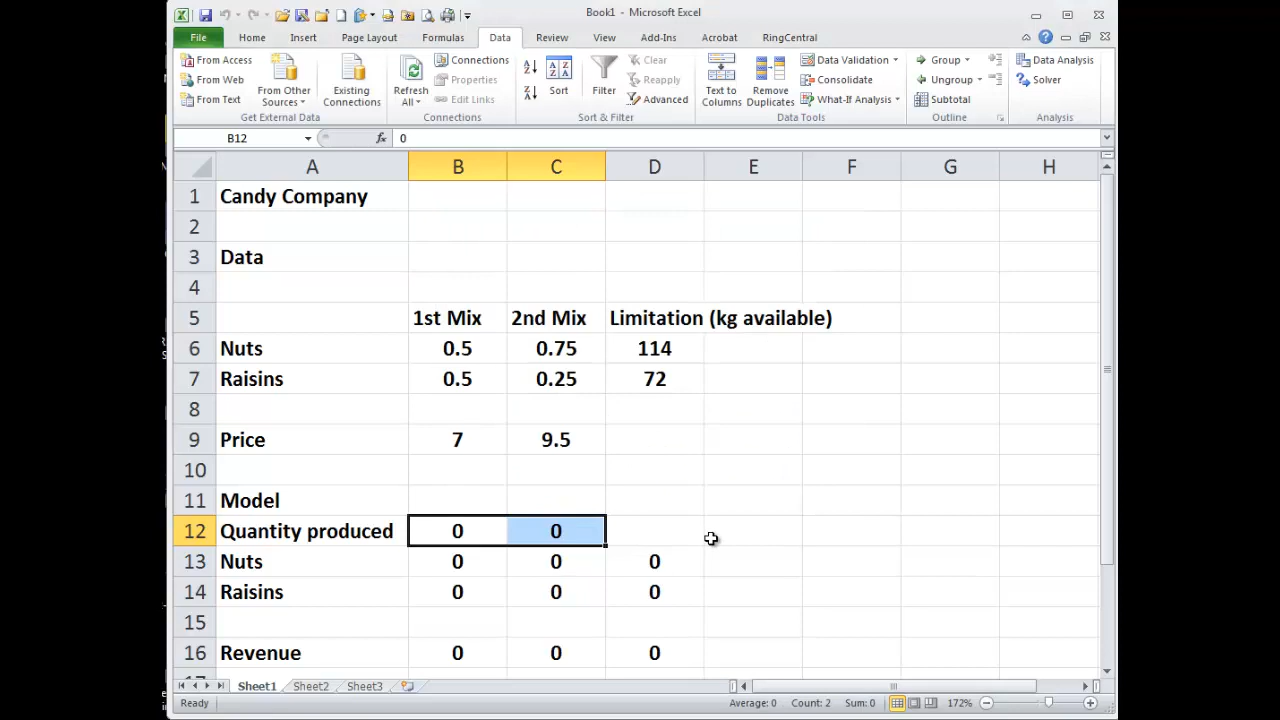 Book1 - Microsoft Excel
File Home Insert Page Layout Formulas Data Review View Add-Ins Acrobat RingCentral
From Access
From Web
From Text
From Other Sources
Existing Connections
Get External Data
Refresh All
Connections
Properties
Edit Links
Connections
Sort
Filter
Clear
Reapply
Advanced
Sort & Filter
Text to Columns
Remove Duplicates
Data Validation
Consolidate
What-If Analysis
Data Tools
Group
Ungroup
Subtotal
Outline
Data Analysis
Solver
Analysis
B12 fx 0
A B C D E F G H
1 Candy Company
2
3 Data
4
5 1st Mix 2nd Mix Limitation (kg available)
6 Nuts 0.5 0.75 114
7 Raisins 0.5 0.25 72
8
9 Price 7 9.5
10
11 Model
12 Quantity produced 0 0
13 Nuts 0 0 0
14 Raisins 0 0 0
15
16 Revenue 0 0 0
Sheet1 Sheet2 Sheet3
Ready Average: 0 Count: 2 Sum: 0 172%